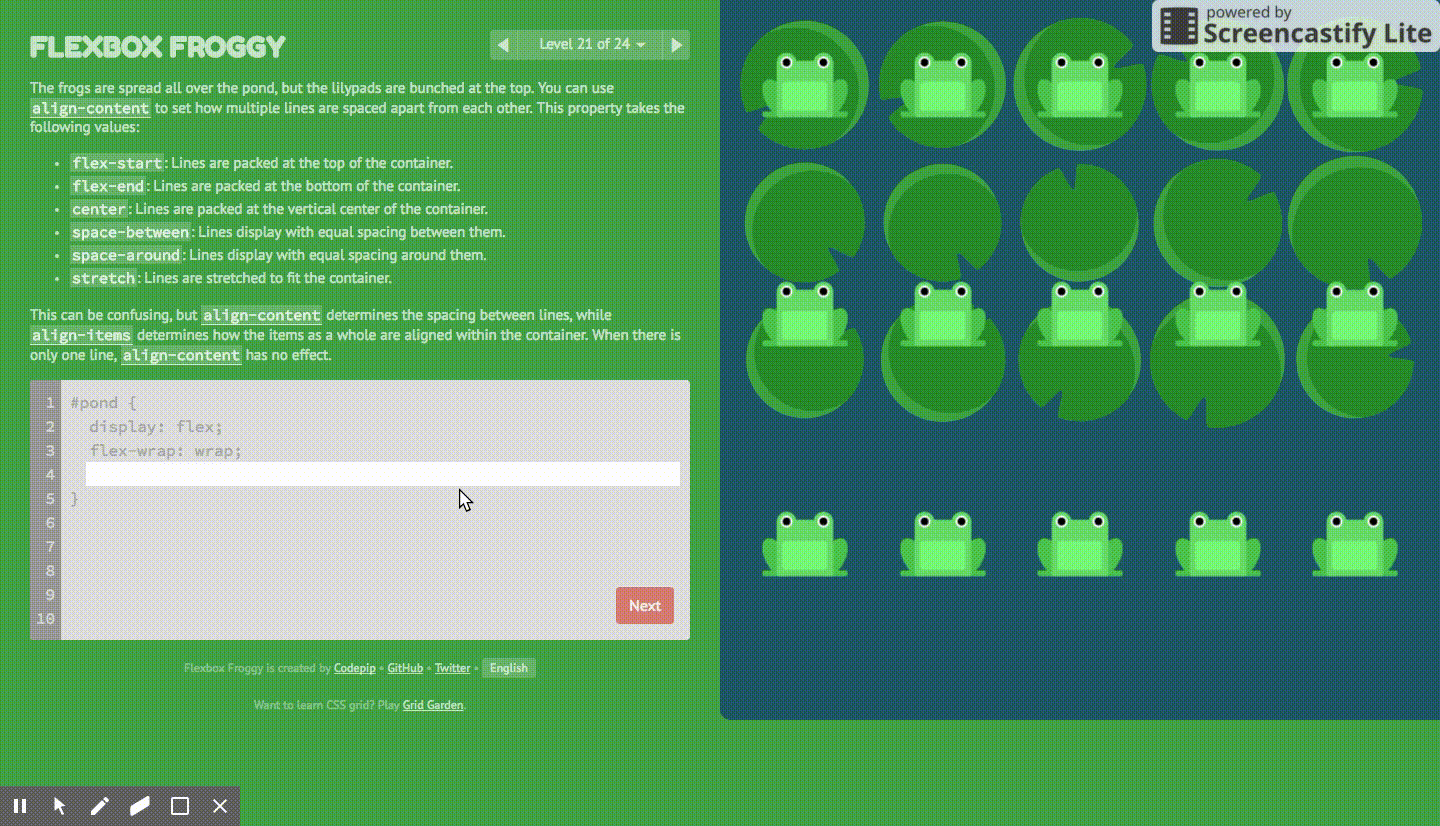 powered by
Screencastify Lite
FLEXBOX FROGGY
Level 21 of 24
The frogs are spread all over the pond, but the lilypads are bunched at the top. You can use
align-content to set how multiple lines are spaced apart from each other. This property takes the
following values:
• flex-start: Lines are packed at the top of the container.
• flex-end: Lines are packed at the bottom of the container.
• center: Lines are packed at the vertical center of the container.
• space-between: Lines display with equal spacing between them.
• space-around: Lines display with equal spacing around them.
• stretch: Lines are stretched to fit the container.
This can be confusing, but align-content determines the spacing between lines, while
align-items determines how the items as a whole are aligned within the container. When there is
only one line, align-content has no effect.
1 #pond {
2 display: flex;
3 flex-wrap: wrap;
4
5 }
6
7
8
9
10
Next
Flexbox Froggy is created by Codepip • GitHub • Twitter • English
Want to learn CSS grid? Play Grid Garden.